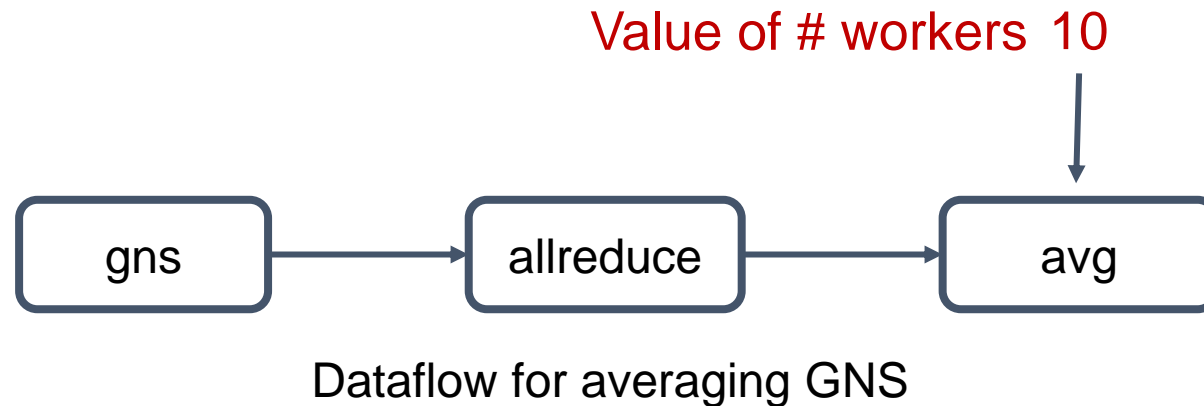 Value of # workers 10
gns
allreduce
avg
Dataflow for averaging GNS